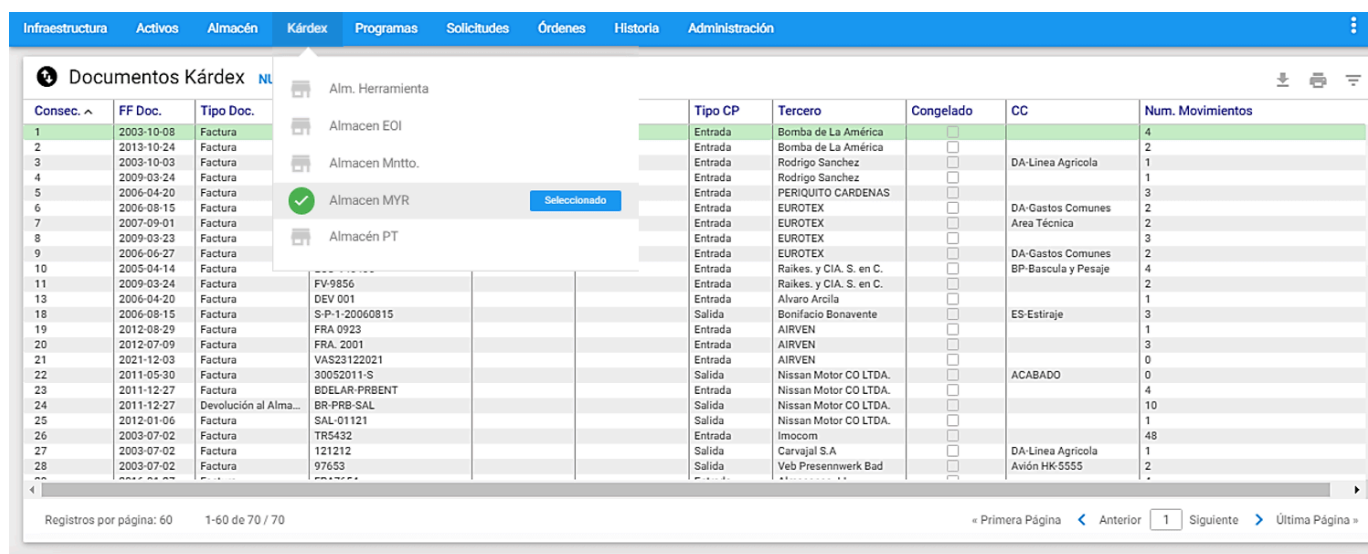 Infraestructura Activos Almacén Kárdex Programas Solicitudes Órdenes Historia Administración
Documentos Kárdex
Alm. Herramienta
Almacen EOI
Almacen Mntto.
Almacen MYR Seleccionado
Almacén PT
Consec. FF Doc. Tipo Doc. Tipo CP Tercero Congelado CC Num. Movimientos
1 2003-10-08 Factura Entrada Bomba de La América 4
2 2013-10-24 Factura Entrada Bomba de La América 2
3 2003-10-03 Factura Entrada Rodrigo Sanchez DA-Linea Agricola 1
4 2009-03-24 Factura Entrada Rodrigo Sanchez 1
5 2006-04-20 Factura Entrada PERIQUITO CARDENAS 3
6 2006-08-15 Factura Entrada EUROTEX DA-Gastos Comunes 2
7 2007-09-01 Factura Entrada EUROTEX Area Técnica 2
8 2009-03-23 Factura Entrada EUROTEX 3
9 2006-06-27 Factura Entrada EUROTEX DA-Gastos Comunes 2
10 2005-04-14 Factura Entrada Raikes. y CIA. S. en C. BP-Bascula y Pesaje 4
11 2009-03-24 Factura FV-9856 Entrada Raikes. y CIA. S. en C. 2
13 2006-04-20 Factura DEV 001 Entrada Alvaro Arcila 1
18 2006-08-15 Factura S-P-1-20060815 Salida Bonifacio Bonavente ES-Estiraje 3
19 2012-08-29 Factura FRA 0923 Entrada AIRVEN 1
20 2012-07-09 Factura FRA. 2001 Entrada AIRVEN 3
21 2021-12-03 Factura VAS23122021 Entrada AIRVEN 0
22 2011-05-30 Factura 30052011-S Salida Nissan Motor CO LTDA. ACABADO 0
23 2011-12-27 Factura BDELAR-PRBENT Entrada Nissan Motor CO LTDA. 4
24 2011-12-27 Devolución al Alma... BR-PRB-SAL Salida Nissan Motor CO LTDA. 10
25 2012-01-06 Factura SAL-01121 Salida Nissan Motor CO LTDA. 1
26 2003-07-02 Factura TR5432 Entrada Imocom 48
27 2003-07-02 Factura 121212 Salida Carvajal S.A DA-Linea Agricola 1
28 2003-07-02 Factura 97653 Salida Veb Presennwerk Bad Avión HK-5555 2
Registros por página: 60 1-60 de 70 / 70 « Primera Página Anterior 1 Siguiente Última Página »